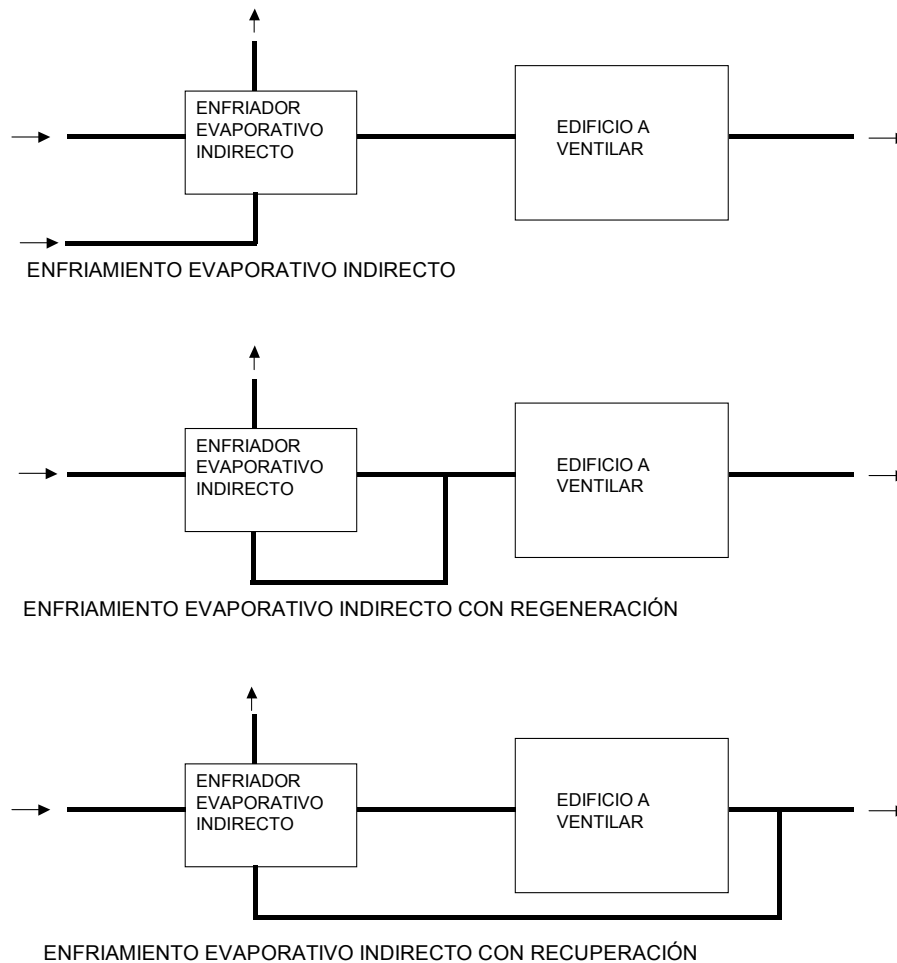 ENFRIADOR
EVAPORATIVO
INDIRECTO
EDIFICIO A
VENTILAR
ENFRIAMIENTO EVAPORATIVO INDIRECTO
ENFRIADOR
EVAPORATIVO
INDIRECTO
EDIFICIO A
VENTILAR
ENFRIAMIENTO EVAPORATIVO INDIRECTO CON REGENERACIÓN
ENFRIADOR
EVAPORATIVO
INDIRECTO
EDIFICIO A
VENTILAR
ENFRIAMIENTO EVAPORATIVO INDIRECTO CON RECUPERACIÓN